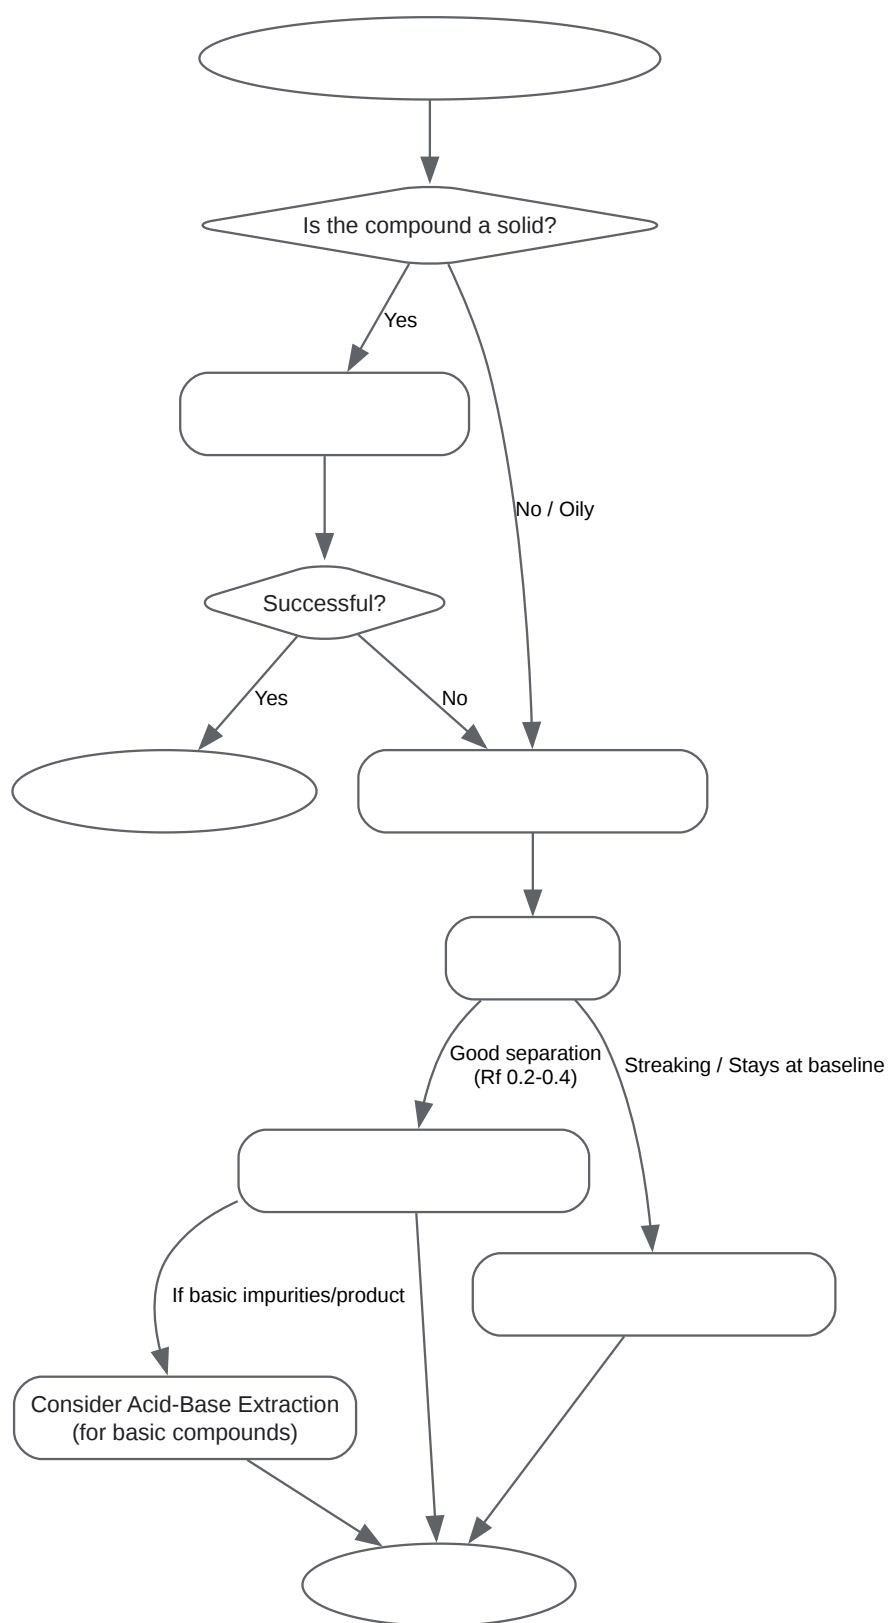 Is the compound a solid?
Yes
No / Oily
Successful?
Yes
No
Good separation
(Rf 0.2-0.4)
Streaking / Stays at baseline
If basic impurities/product
Consider Acid-Base Extraction
(for basic compounds)